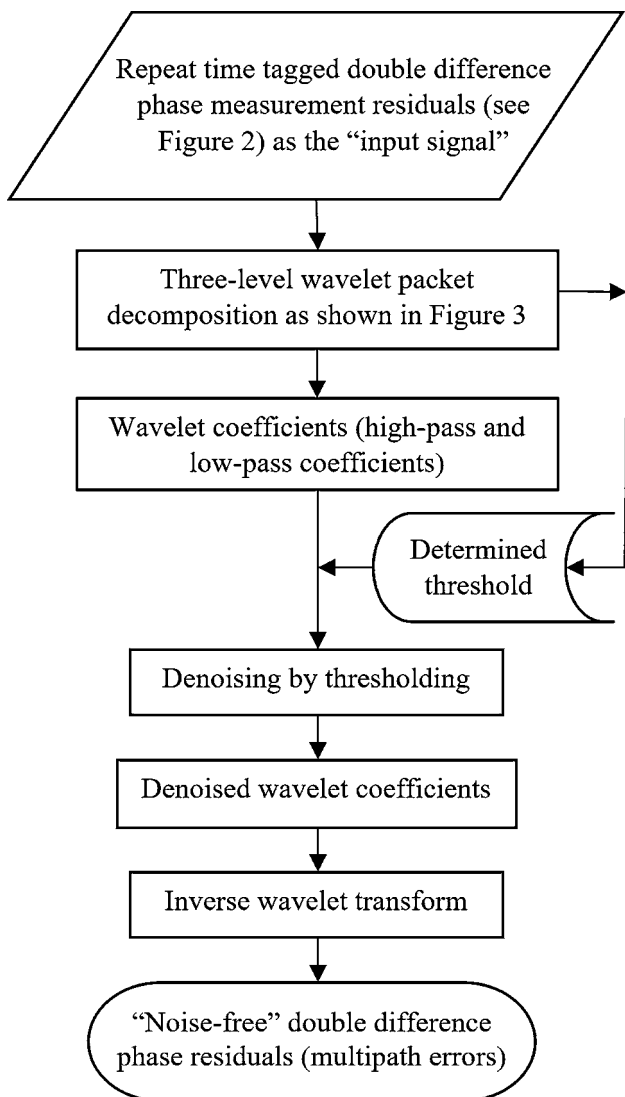 Repeat time tagged double difference
phase measurement residuals (see
Figure 2) as the “input signal”
Three-level wavelet packet
decomposition as shown in Figure 3
Wavelet coefficients (high-pass and
low-pass coefficients)
Determined
threshold
Denoising by thresholding
Denoised wavelet coefficients
Inverse wavelet transform
“Noise-free” double difference
phase residuals (multipath errors)